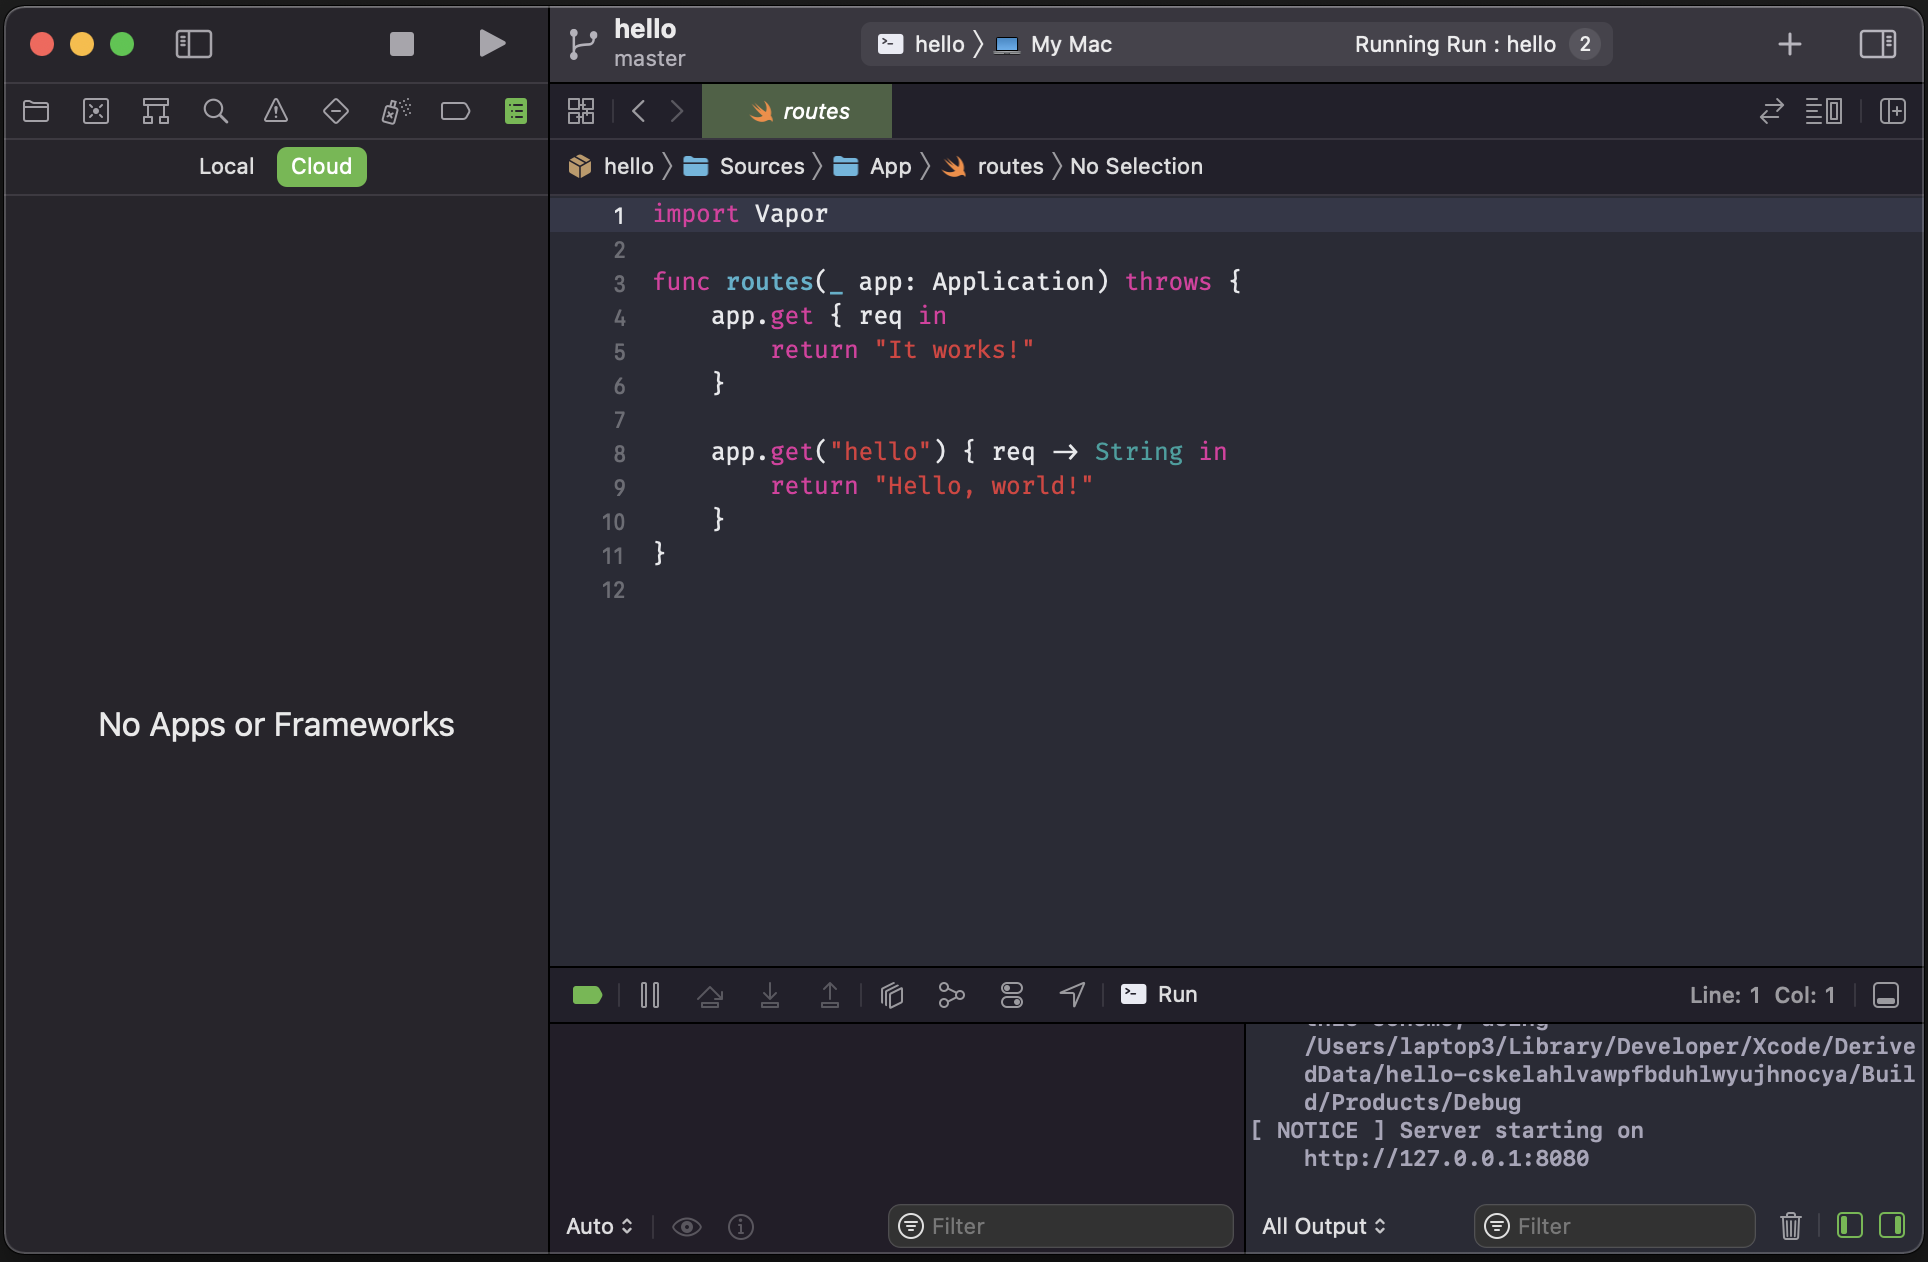 hello
master
hello 〉 My Mac
Running Run : hello 2
routes
Local Cloud
hello 〉 Sources 〉 App 〉 routes 〉 No Selection
No Apps or Frameworks
1 import Vapor
2
3 func routes(_ app: Application) throws {
4 app.get { req in
5 return "It works!"
6 }
7
8 app.get("hello") { req -> String in
9 return "Hello, world!"
10 }
11 }
12
Run
Line: 1 Col: 1
/Users/laptop3/Library/Developer/Xcode/Derive
dData/hello-cskelahlvawpfbduhlwyujhnocya/Buil
d/Products/Debug
[ NOTICE ] Server starting on
http://127.0.0.1:8080
Auto
Filter
All Output
Filter